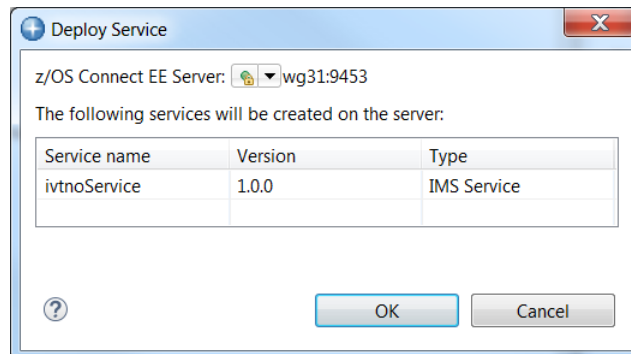 Deploy Service
z/OS Connect EE Server: wg31:9453
The following services will be created on the server:
Service name Version Type
ivtnoService 1.0.0 IMS Service
OK Cancel